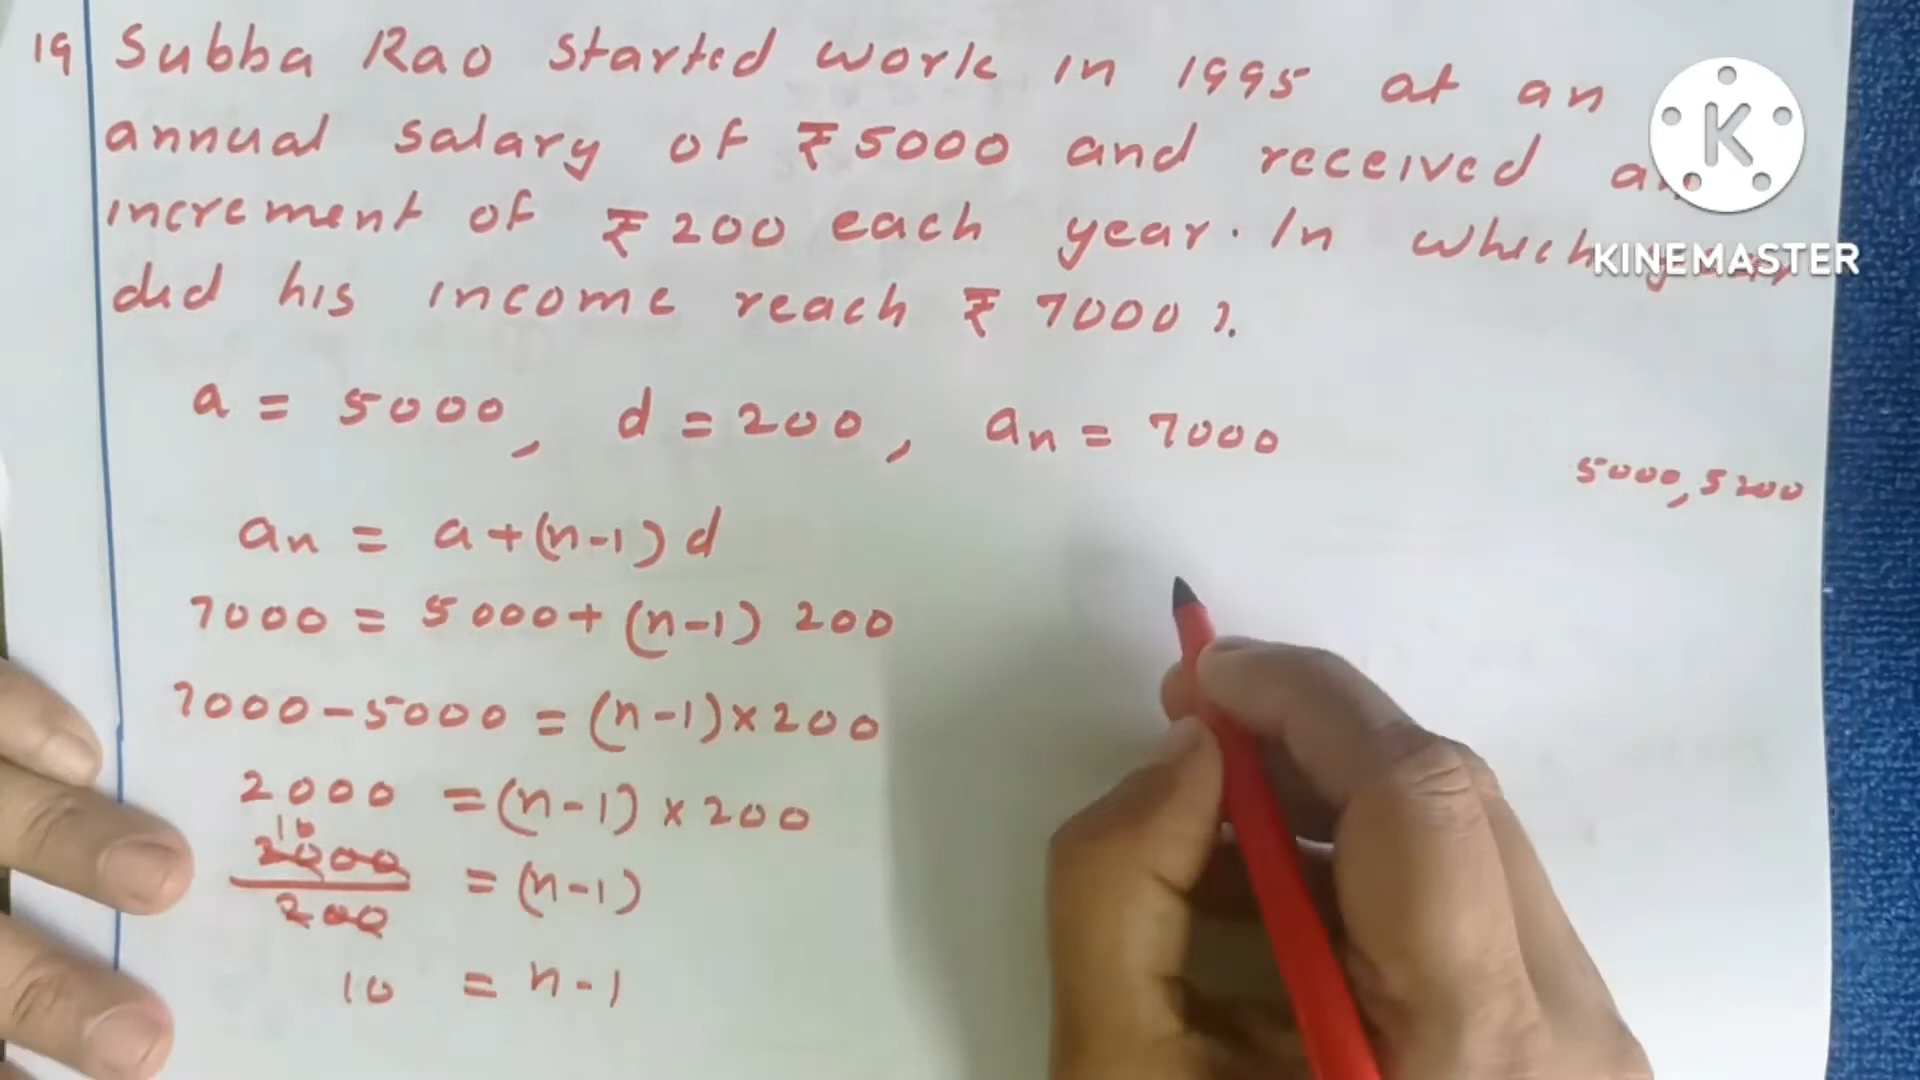 19 Subba Rao started work in 1995 at an
annual salary of ₹5000 and received an
increment of ₹200 each year. In which year
did his income reach ₹ 7000?.
a = 5000, d = 200, an = 7000
5000, 5200
an = a+(n-1) d
7000 = 5000+ (n-1) 200
7000-5000 = (n-1)×200
2000 = (n-1) × 200
10
2000
200
= (n-1)
10 = n-1
K
KINEMASTER